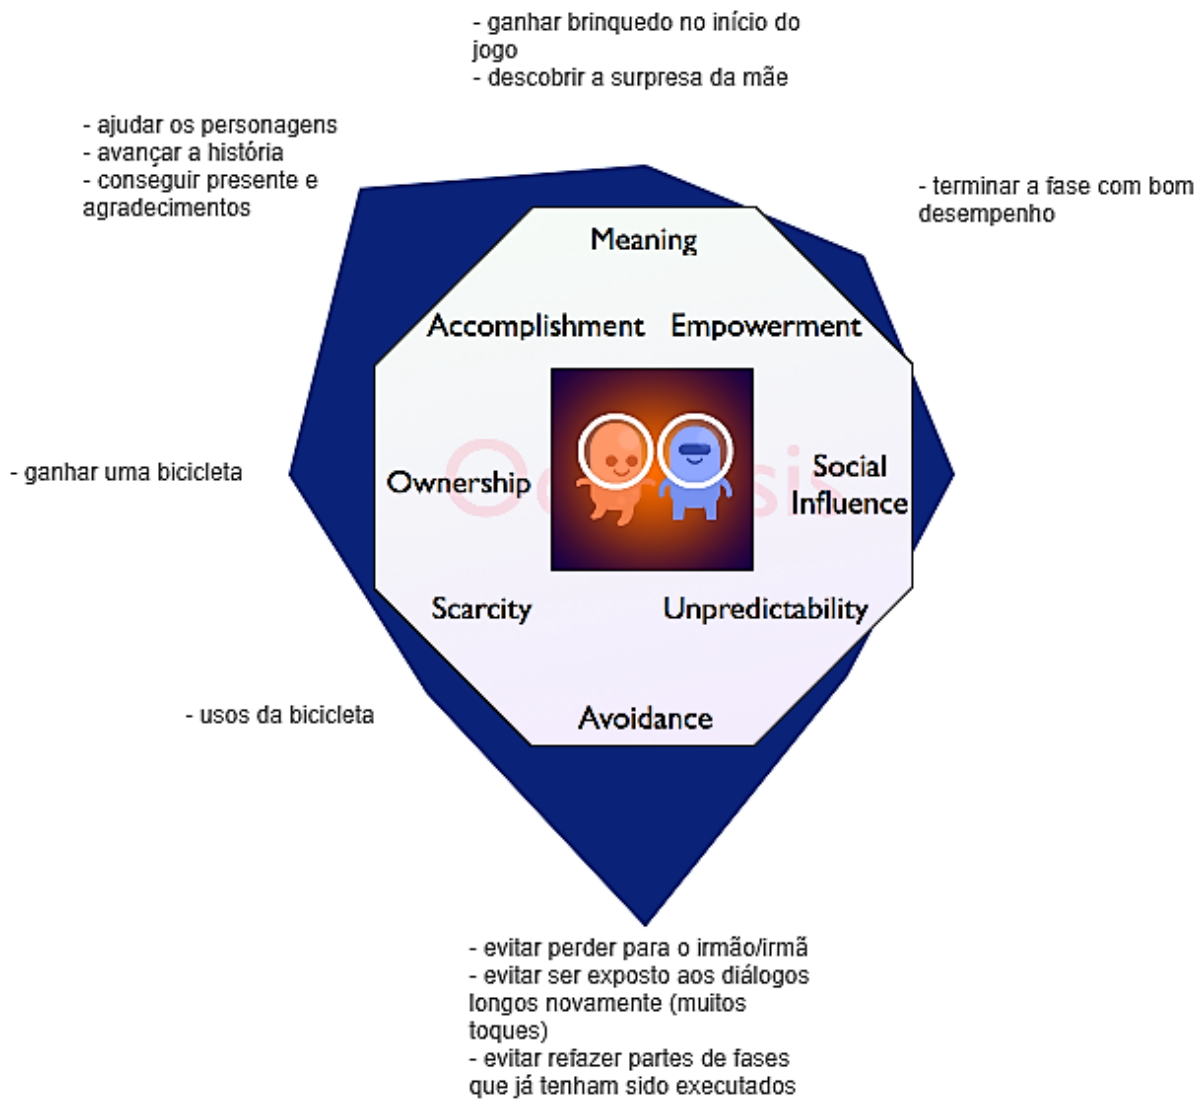 - ganhar brinquedo no início do
jogo
- descobrir a surpresa da mãe
- ajudar os personagens
- avançar a história
- conseguir presente e
agradecimentos
- terminar a fase com bom
desempenho
Meaning
Accomplishment
Empowerment
- ganhar uma bicicleta
Ownership
Social
Influence
Scarcity
Unpredictability
- usos da bicicleta
Avoidance
- evitar perder para o irmão/irmã
- evitar ser exposto aos diálogos
longos novamente (muitos
toques)
- evitar refazer partes de fases
que já tenham sido executados